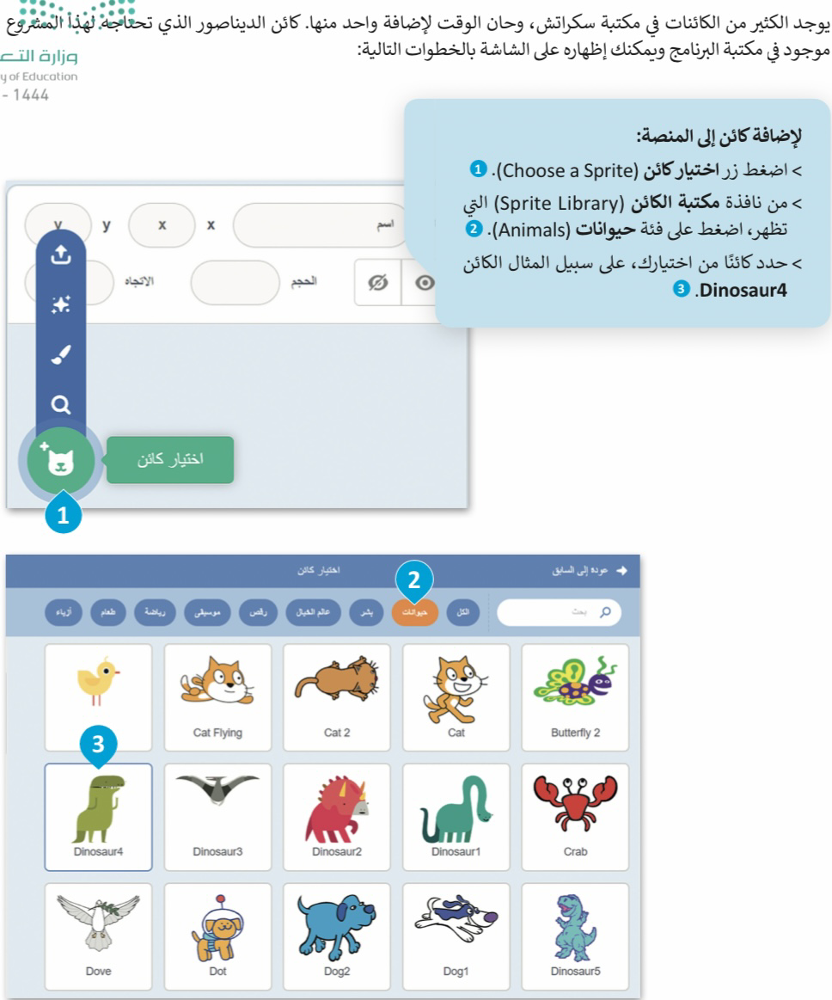 يوجد الكثير من الكائنات في مكتبة سكراتش، وحان الوقت لإضافة واحد منها. كائن الديناصور الذي تحتاجه لهذا المشروع
موجود في مكتبة البرنامج ويمكنك إظهاره على الشاشة بالخطوات التالية:
وزارة التع
y of Education
- 1444
لإضافة كائن إلى المنصة:
> اضغط زر اختيار كائن (Choose a Sprite). 1
> من نافذة مكتبة الكائن (Sprite Library) التي
تظهر، اضغط على فئة حيوانات (Animals). 2
> حدد كائنًا من اختيارك، على سبيل المثال الكائن
Dinosaur4. 3
اسم x x y y
الحجم الاتجاه
اختيار كائن
1
عودة إلى السابق اختيار كائن
2
بحث الكل حيوانات بشر عالم الخيال رقص موسيقى رياضة طعام أزياء
Butterfly 2 Cat Cat 2 Cat Flying
3
Crab Dinosaur1 Dinosaur2 Dinosaur3 Dinosaur4
Dinosaur5 Dog1 Dog2 Dot Dove